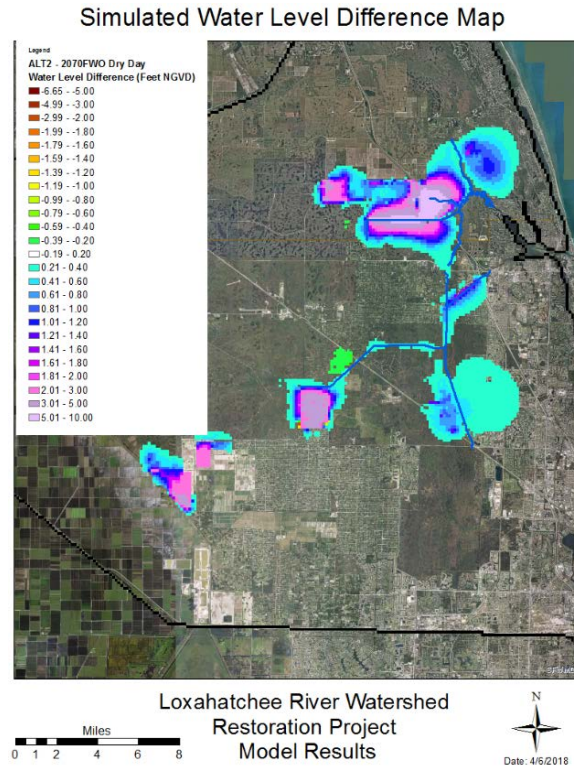 Simulated Water Level Difference Map
Legend
ALT2 - 2070FWO Dry Day
Water Level Difference (Feet NGVD)
-6.65 - -5.00
-4.99 - -3.00
-2.99 - -2.00
-1.99 - -1.80
-1.79 - -1.60
-1.59 - -1.40
-1.39 - -1.20
-1.19 - -1.00
-0.99 - -0.80
-0.79 - -0.60
-0.59 - -0.40
-0.39 - -0.20
-0.19 - 0.20
0.21 - 0.40
0.41 - 0.60
0.61 - 0.80
0.81 - 1.00
1.01 - 1.20
1.21 - 1.40
1.41 - 1.60
1.61 - 1.80
1.81 - 2.00
2.01 - 3.00
3.01 - 5.00
5.01 - 10.00
Loxahatchee River Watershed
Restoration Project
Model Results
Miles
0 1 2 4 6 8
N
Date: 4/6/2018